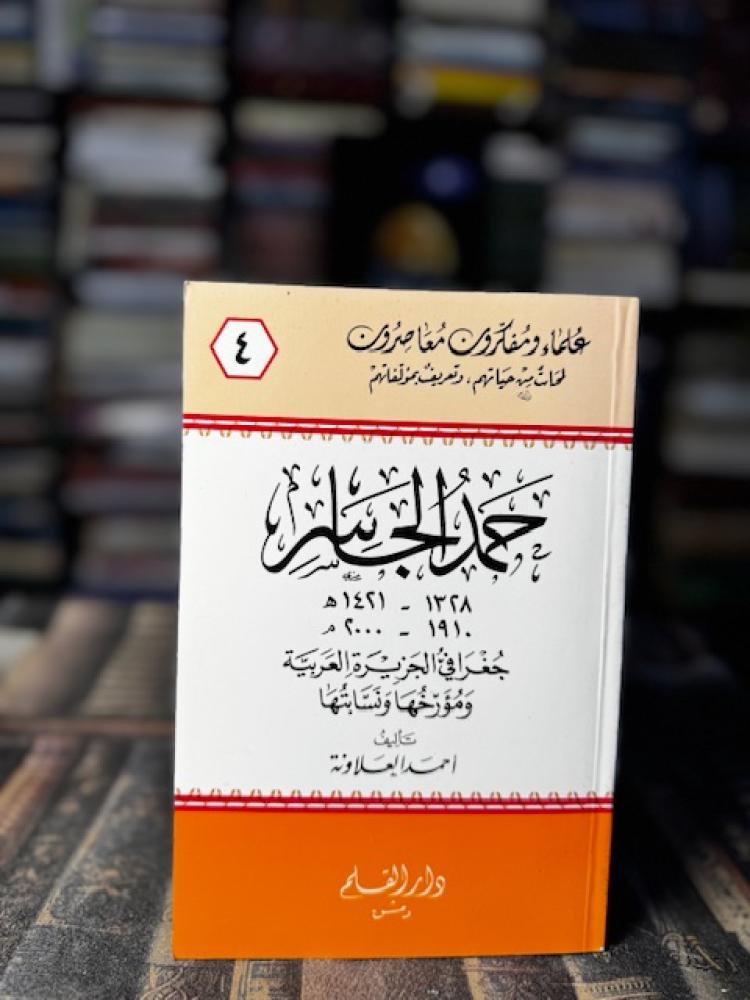 علماء ومفكرون معاصرون
لمحات من حياتهم، وتعريف بمؤلفاتهم
٤
حمد الجاسر
١٣٢٨ - ١٤٢١ هـ
١٩١٠ - ٢٠٠٠ م
جغرافي الجزيرة العربية
ومؤرخها ونسابتها
تأليف
أحمد العلاونة
دار القلم
دمشق